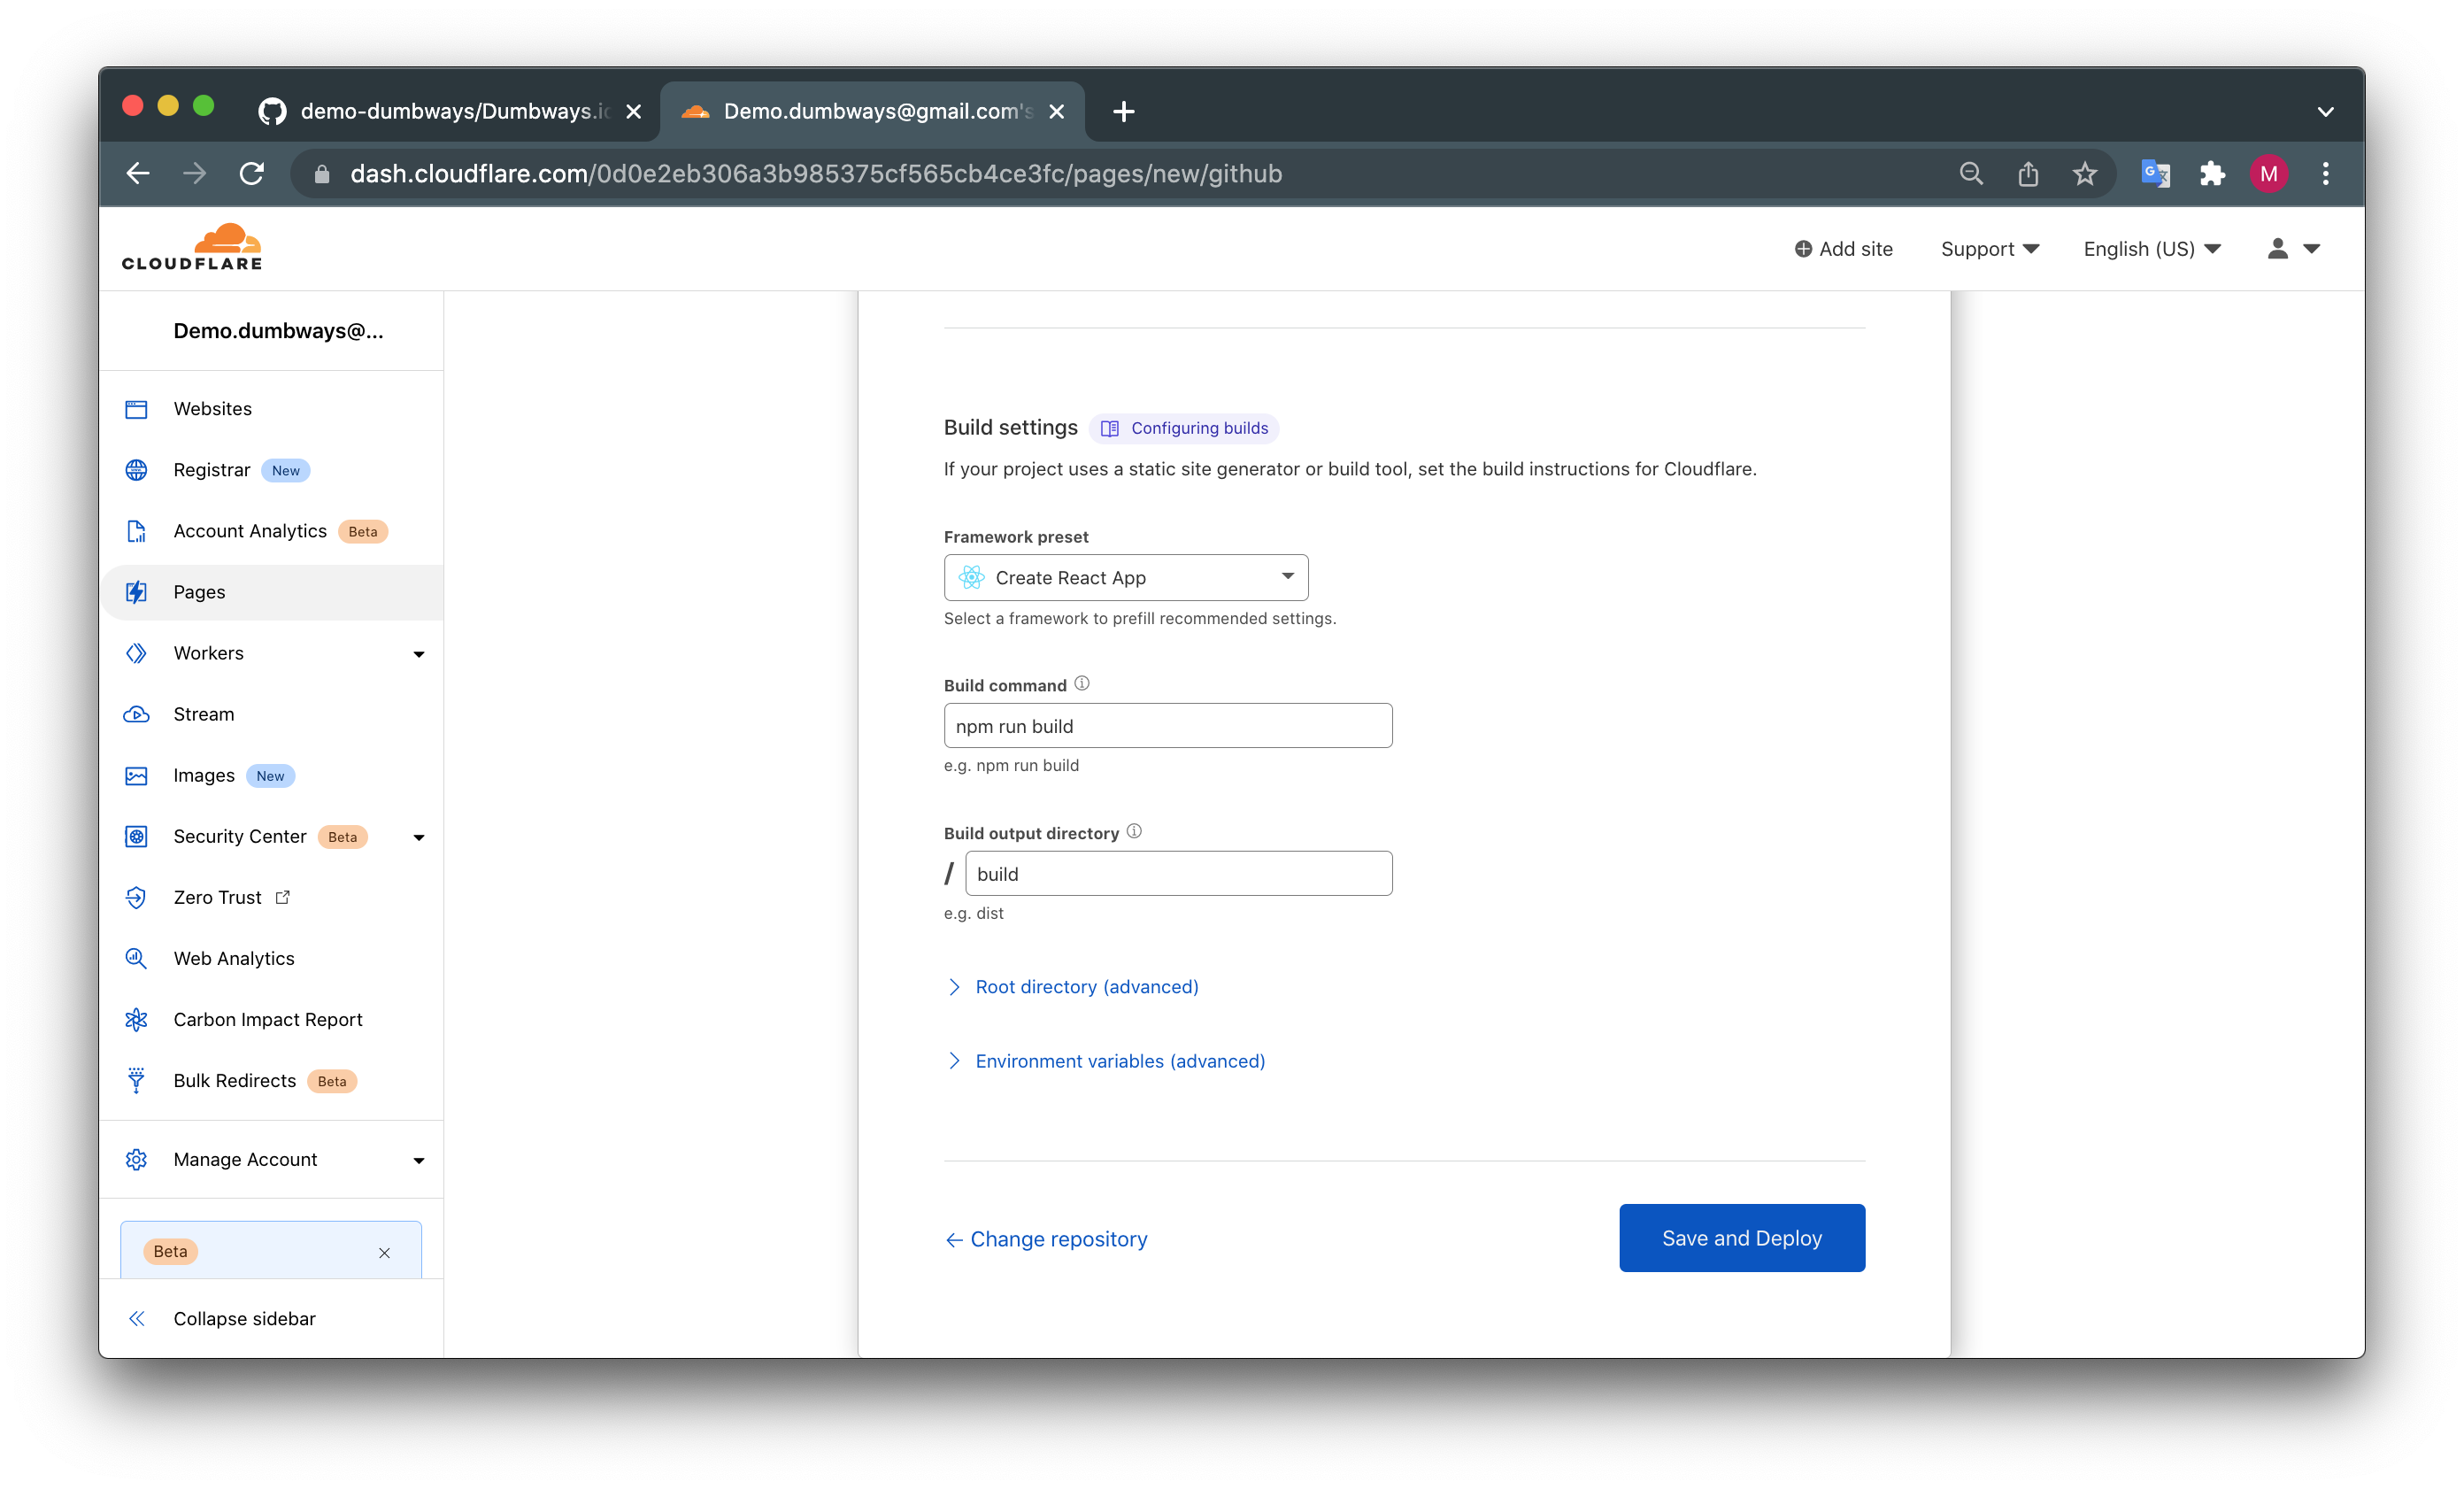 demo-dumbways/Dumbways.io
Demo.dumbways@gmail.com's
dash.cloudflare.com/0d0e2eb306a3b985375cf565cb4ce3fc/pages/new/github
M
CLOUDFLARE
Add site
Support
English (US)
Demo.dumbways@...
Websites
Registrar New
Account Analytics Beta
Pages
Workers
Stream
Images New
Security Center Beta
Zero Trust
Web Analytics
Carbon Impact Report
Bulk Redirects Beta
Manage Account
Beta
Collapse sidebar
Build settings Configuring builds
If your project uses a static site generator or build tool, set the build instructions for Cloudflare.
Framework preset
Create React App
Select a framework to prefill recommended settings.
Build command
npm run build
e.g. npm run build
Build output directory
/ build
e.g. dist
Root directory (advanced)
Environment variables (advanced)
← Change repository
Save and Deploy